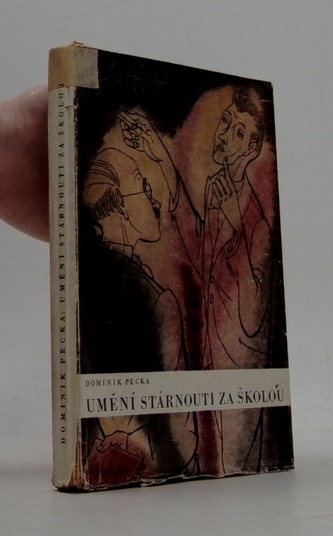 DOMINIK PECKA: UMĚNÍ STÁRNOUTI ZA ŠKOLOU
DOMINIK PECKA
UMĚNÍ STÁRNOUTI ZA ŠKOLOU